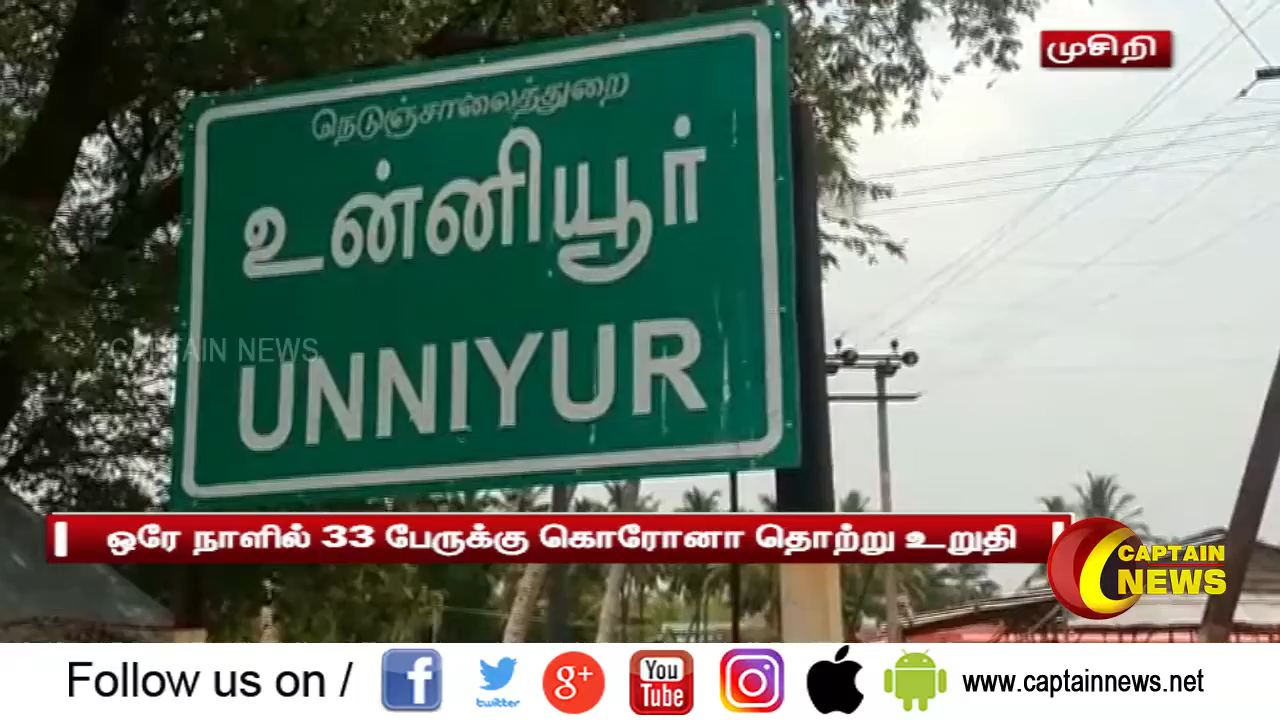 முசிறி
நெடுஞ்சாலைத்துறை
உன்னியூர்
UNNIYUR
CAPTAIN NEWS
ஒரே நாளில் 33 பேருக்கு கொரோனா தொற்று உறுதி
CAPTAIN
NEWS
Follow us on / f twitter g+ You Tube www.captainnews.net